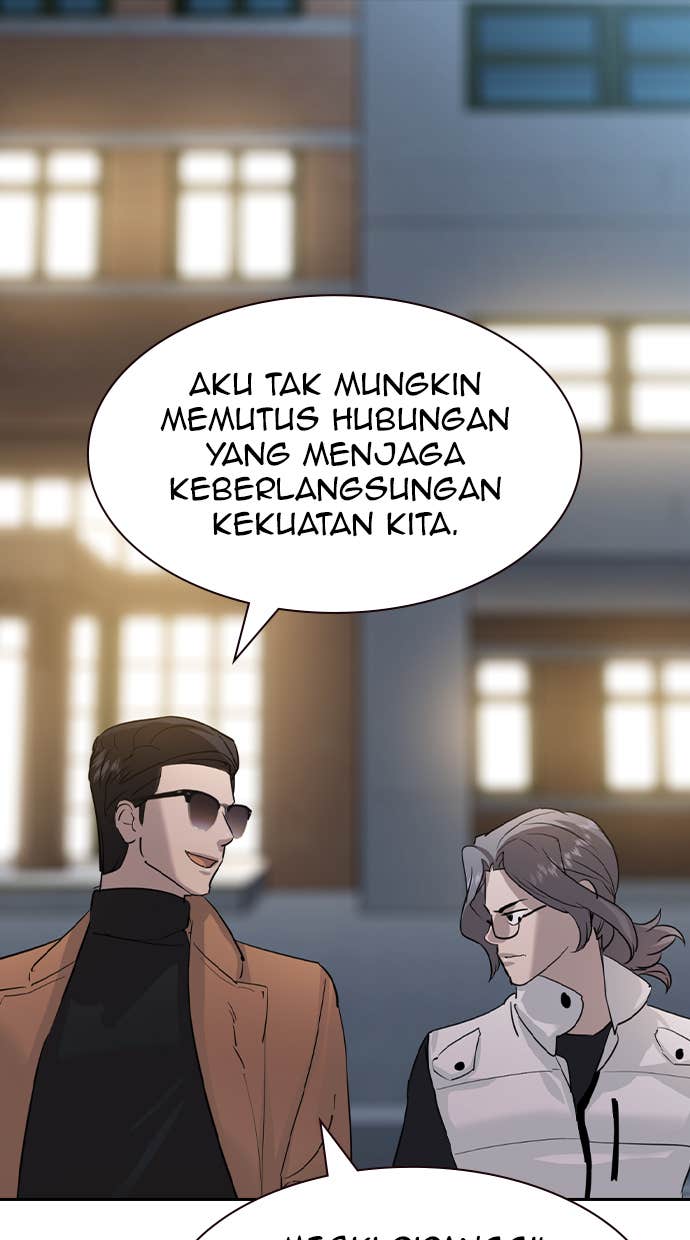 AKU TAK MUNGKIN
MEMUTUS HUBUNGAN
YANG MENJAGA
KEBERLANGSUNGAN
KEKUATAN KITA.